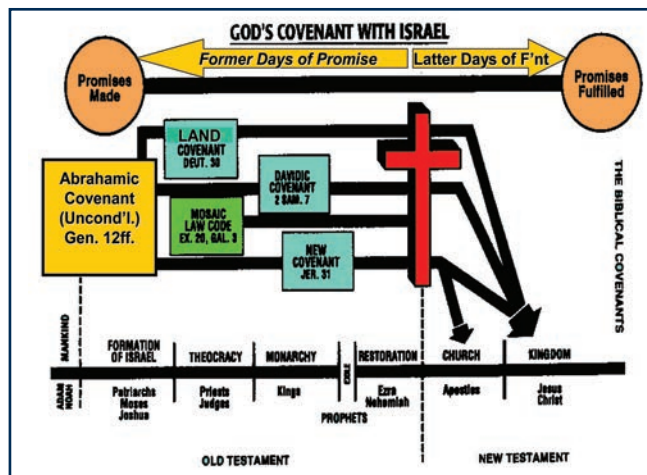 GOD'S COVENANT WITH ISRAEL
Promises
Made
Former Days of Promise
Latter Days of F'nt
Promises
Fulfilled
LAND
COVENANT
DEUT. 30
Abrahamic
Covenant
(Uncond'l.)
Gen. 12ff.
DAVIDIC
COVENANT
2 SAM. 7
MOSAIC
LAW CODE
EX. 20, GAL. 3
NEW
COVENANT
JER. 31
THE BIBLICAL COVENANTS
MANKIND
FORMATION
OF ISRAEL
THEOCRACY
MONARCHY
EXILE
RESTORATION
CHURCH
KINGDOM
ADAM
NOAH
Patriarchs
Moses
Joshua
Priests
Judges
Kings
PROPHETS
Ezra
Nehemiah
Apostles
Jesus
Christ
OLD TESTAMENT
NEW TESTAMENT